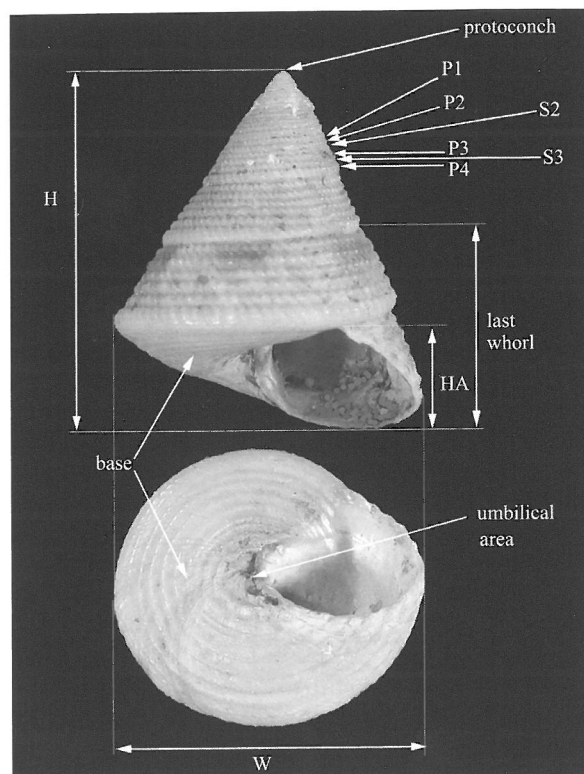 protoconch
P1
P2
S2
P3
S3
P4
H
last
whorl
HA
base
umbilical
area
W